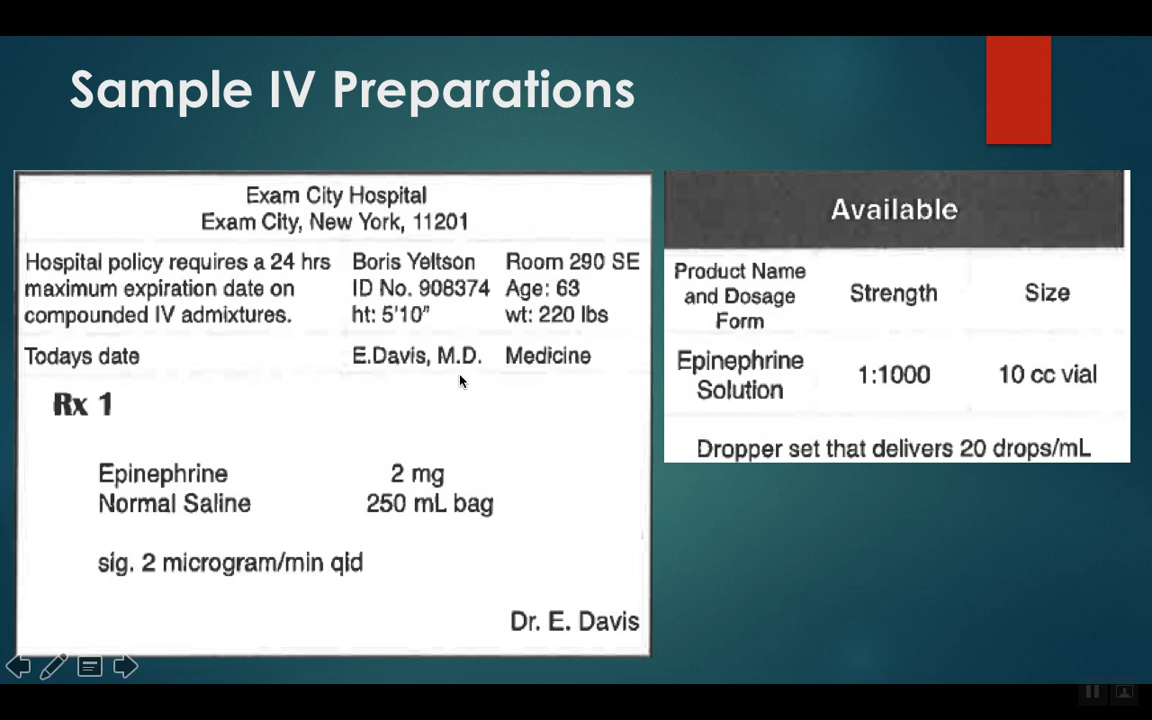 Sample IV Preparations
Exam City Hospital
Exam City, New York, 11201
Hospital policy requires a 24 hrs
maximum expiration date on
compounded IV admixtures.
Boris Yeltson
ID No. 908374
ht: 5'10"
Room 290 SE
Age: 63
wt: 220 lbs
Todays date
E.Davis, M.D.
Medicine
Rx 1
Epinephrine 2 mg
Normal Saline 250 mL bag
sig. 2 microgram/min qid
Dr. E. Davis
Available
Product Name
and Dosage
Form
Strength
Size
Epinephrine
Solution
1:1000
10 cc vial
Dropper set that delivers 20 drops/mL